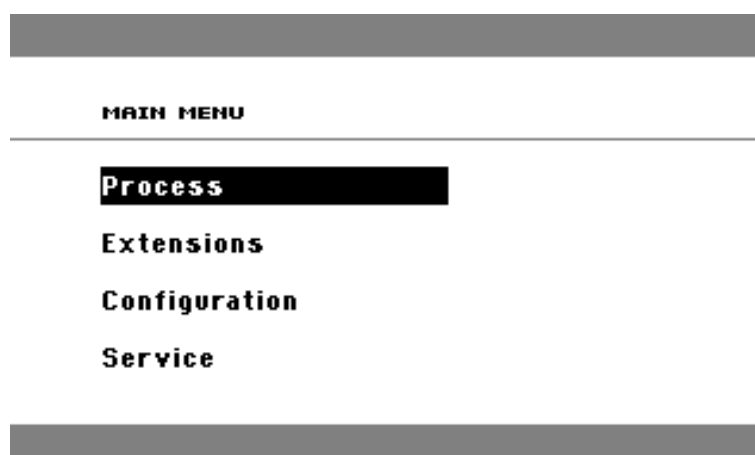 MAIN MENU
Process
Extensions
Configuration
Service